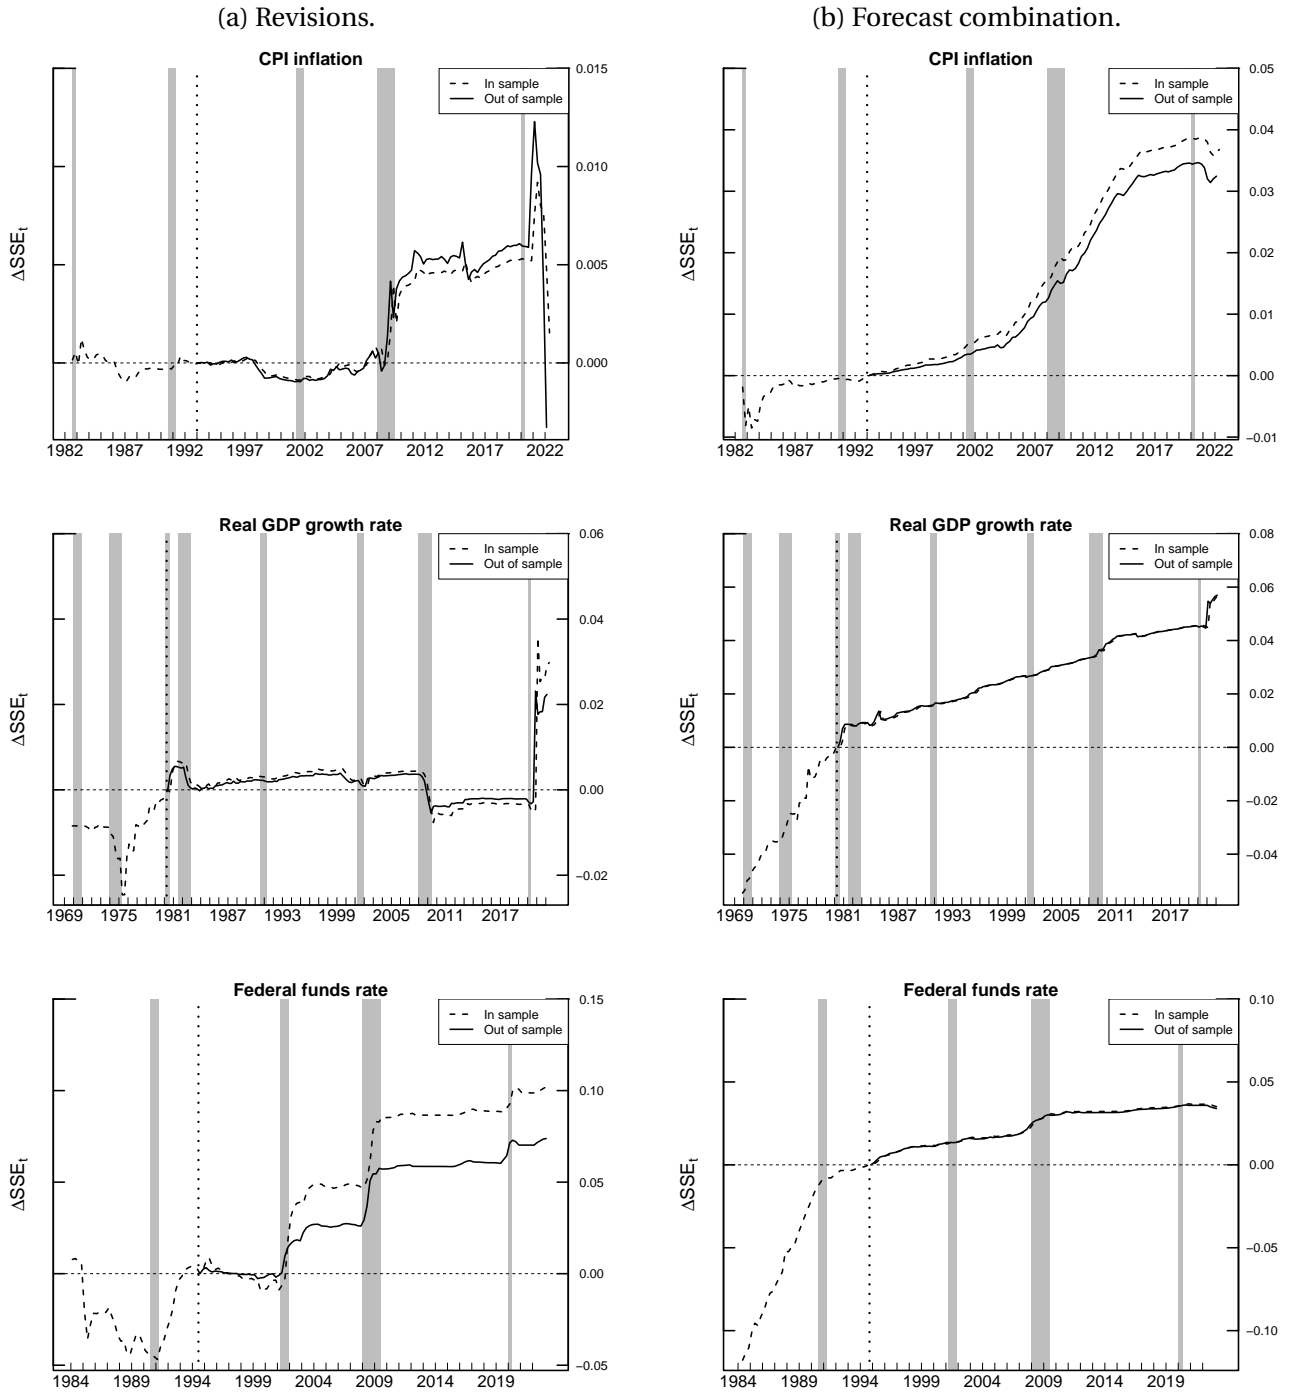 (a) Revisions.
(b) Forecast combination.
CPI inflation
In sample
Out of sample
ΔSSEt
0.015
0.010
0.005
0.000
1982 1987 1992 1997 2002 2007 2012 2017 2022
CPI inflation
In sample
Out of sample
ΔSSEt
0.05
0.04
0.03
0.02
0.01
0.00
−0.01
1982 1987 1992 1997 2002 2007 2012 2017 2022
Real GDP growth rate
In sample
Out of sample
ΔSSEt
0.06
0.04
0.02
0.00
−0.02
1969 1975 1981 1987 1993 1999 2005 2011 2017
Real GDP growth rate
In sample
Out of sample
ΔSSEt
0.08
0.06
0.04
0.02
0.00
−0.02
−0.04
1969 1975 1981 1987 1993 1999 2005 2011 2017
Federal funds rate
In sample
Out of sample
ΔSSEt
0.15
0.10
0.05
0.00
−0.05
1984 1989 1994 1999 2004 2009 2014 2019
Federal funds rate
In sample
Out of sample
ΔSSEt
0.10
0.05
0.00
−0.05
−0.10
1984 1989 1994 1999 2004 2009 2014 2019